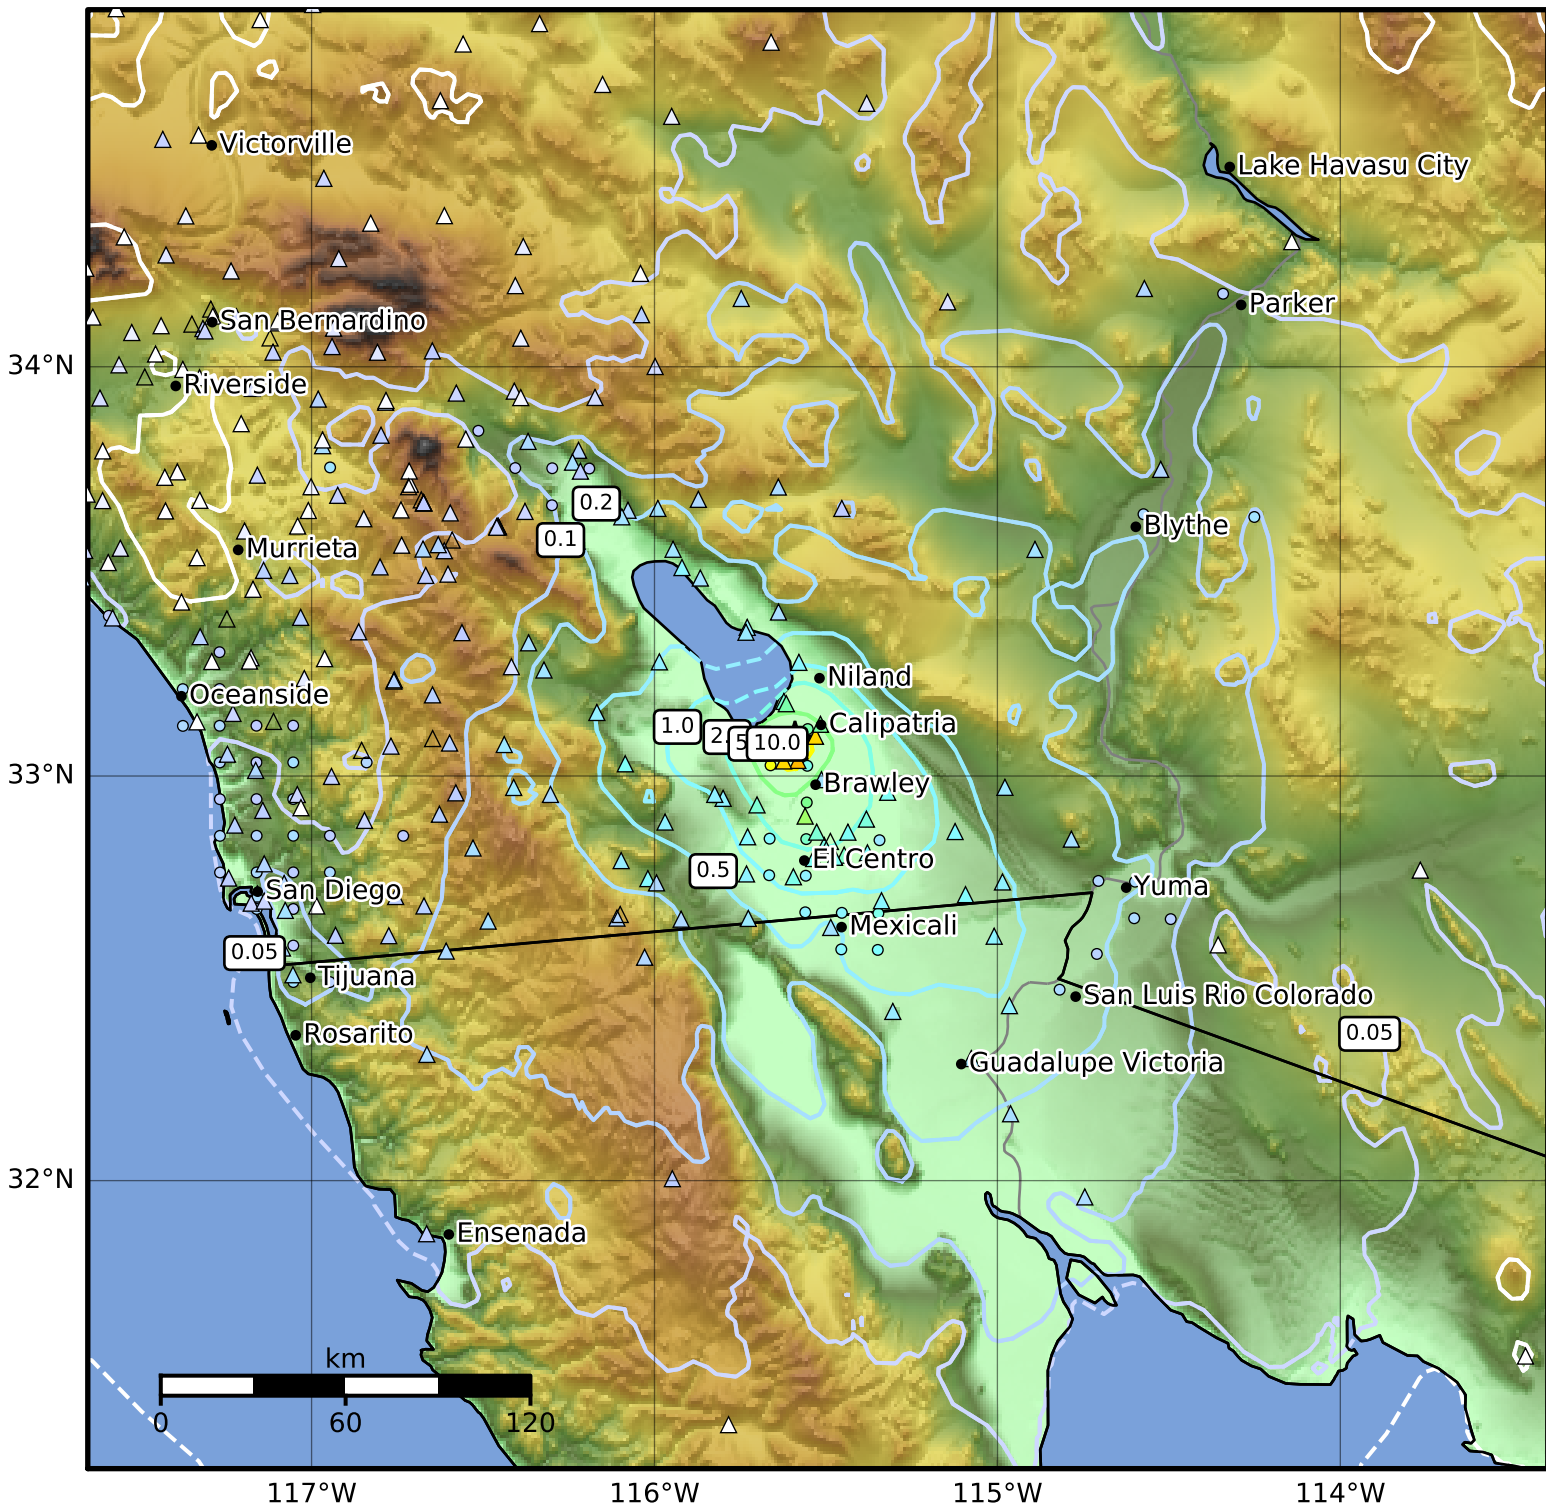 Victorville
Lake Havasu City
Parker
San Bernardino
34°N
Riverside
0.2
Blythe
0.1
Murrieta
Niland
Oceanside
1.0
2.
5
10.0
Calipatria
33°N
Brawley
El Centro
0.5
Yuma
San Diego
Mexicali
0.05
Tijuana
San Luis Rio Colorado
Rosarito
0.05
Guadalupe Victoria
32°N
Ensenada
km
0
60
120
117°W
116°W
115°W
114°W